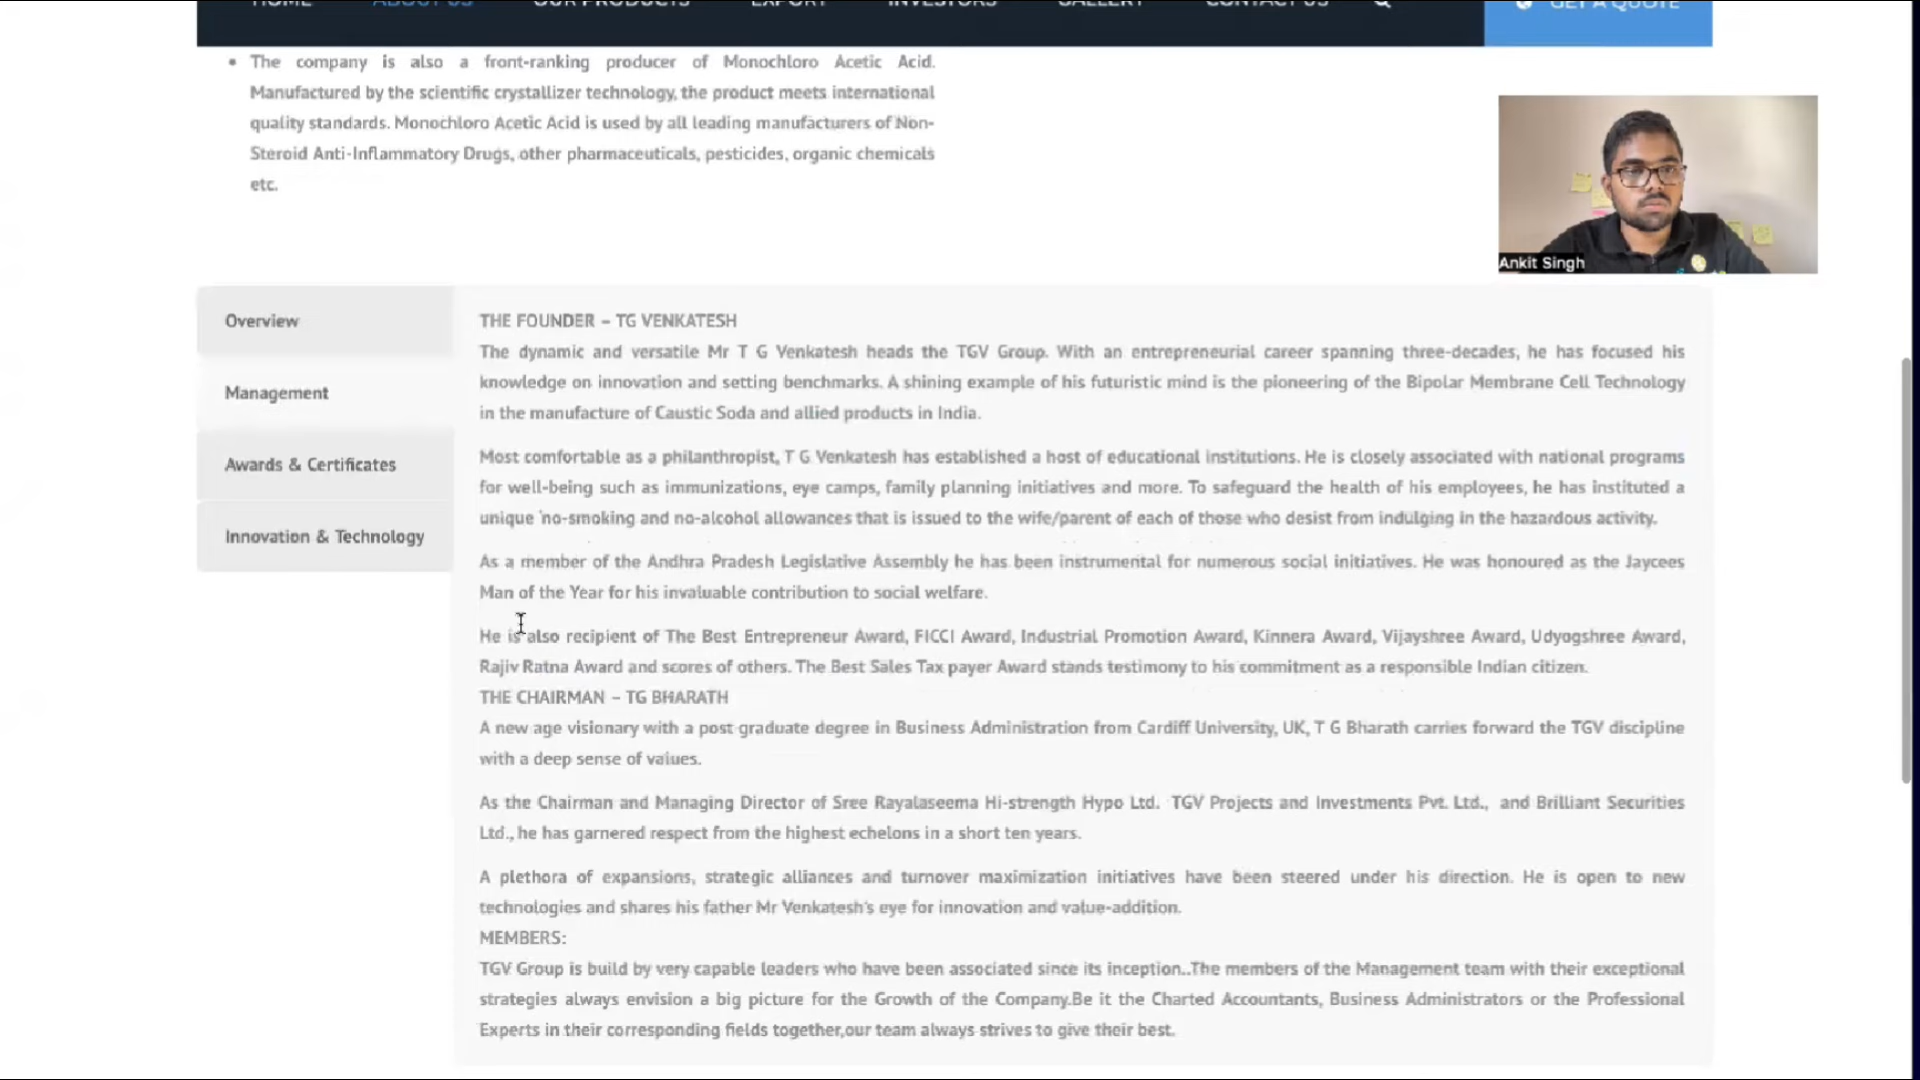 HOME ABOUT US OUR PRODUCTS EXPORT INVESTORS GALLERY CONTACT US GET A QUOTE
• The company is also a front-ranking producer of Monochloro Acetic Acid.
Manufactured by the scientific crystallizer technology, the product meets international
quality standards. Monochloro Acetic Acid is used by all leading manufacturers of Non-
Steroid Anti-Inflammatory Drugs, other pharmaceuticals, pesticides, organic chemicals
etc.
Ankit Singh
Overview
Management
Awards & Certificates
Innovation & Technology
THE FOUNDER – TG VENKATESH
The dynamic and versatile Mr T G Venkatesh heads the TGV Group. With an entrepreneurial career spanning three-decades, he has focused his
knowledge on innovation and setting benchmarks. A shining example of his futuristic mind is the pioneering of the Bipolar Membrane Cell Technology
in the manufacture of Caustic Soda and allied products in India.
Most comfortable as a philanthropist, T G Venkatesh has established a host of educational institutions. He is closely associated with national programs
for well-being such as immunizations, eye camps, family planning initiatives and more. To safeguard the health of his employees, he has instituted a
unique 'no-smoking and no-alcohol allowances that is issued to the wife/parent of each of those who desist from indulging in the hazardous activity.
As a member of the Andhra Pradesh Legislative Assembly he has been instrumental for numerous social initiatives. He was honoured as the Jaycees
Man of the Year for his invaluable contribution to social welfare.
He is also recipient of The Best Entrepreneur Award, FICCI Award, Industrial Promotion Award, Kinnera Award, Vijayshree Award, Udyogshree Award,
Rajiv Ratna Award and scores of others. The Best Sales Tax payer Award stands testimony to his commitment as a responsible Indian citizen.
THE CHAIRMAN – TG BHARATH
A new age visionary with a post-graduate degree in Business Administration from Cardiff University, UK, T G Bharath carries forward the TGV discipline
with a deep sense of values.
As the Chairman and Managing Director of Sree Rayalaseema Hi-strength Hypo Ltd. TGV Projects and Investments Pvt. Ltd., and Brilliant Securities
Ltd., he has garnered respect from the highest echelons in a short ten years.
A plethora of expansions, strategic alliances and turnover maximization initiatives have been steered under his direction. He is open to new
technologies and shares his father Mr Venkatesh's eye for innovation and value-addition.
MEMBERS:
TGV Group is build by very capable leaders who have been associated since its inception..The members of the Management team with their exceptional
strategies always envision a big picture for the Growth of the Company.Be it the Charted Accountants, Business Administrators or the Professional
Experts in their corresponding fields together,our team always strives to give their best.